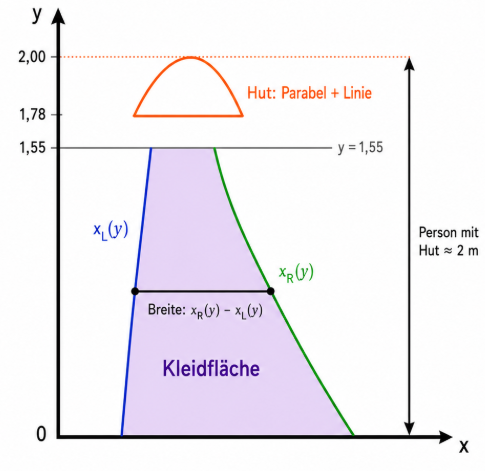 y
2,00
Hut: Parabel + Linie
1,78
1,55
y = 1,55
x_L(y)
Person mit
Hut ≈ 2 m
x_R(y)
Breite: x_R(y) − x_L(y)
Kleidfläche
0
x